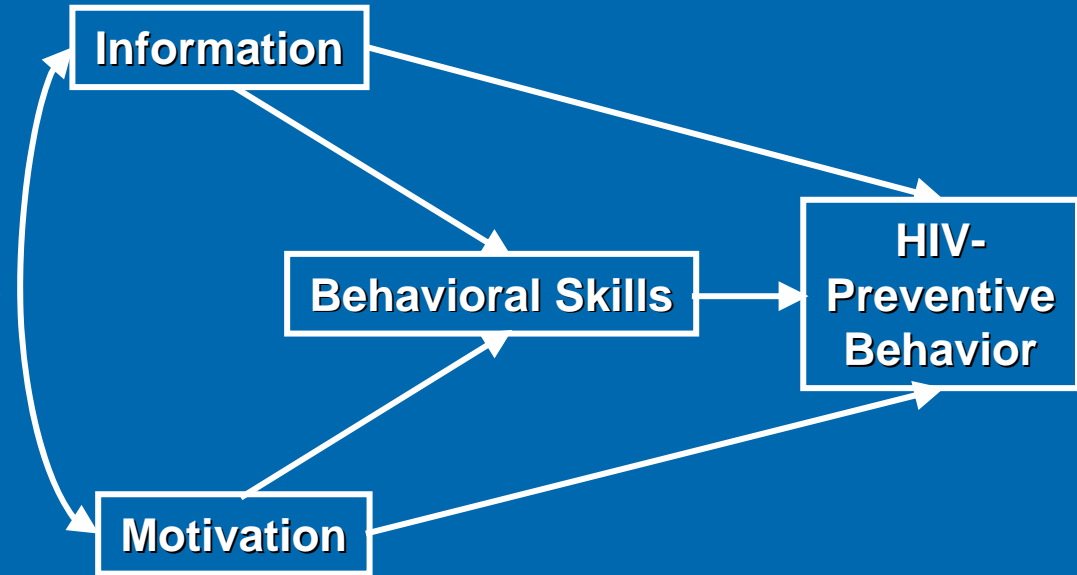 Information
Behavioral Skills
HIV-
Preventive
Behavior
Motivation